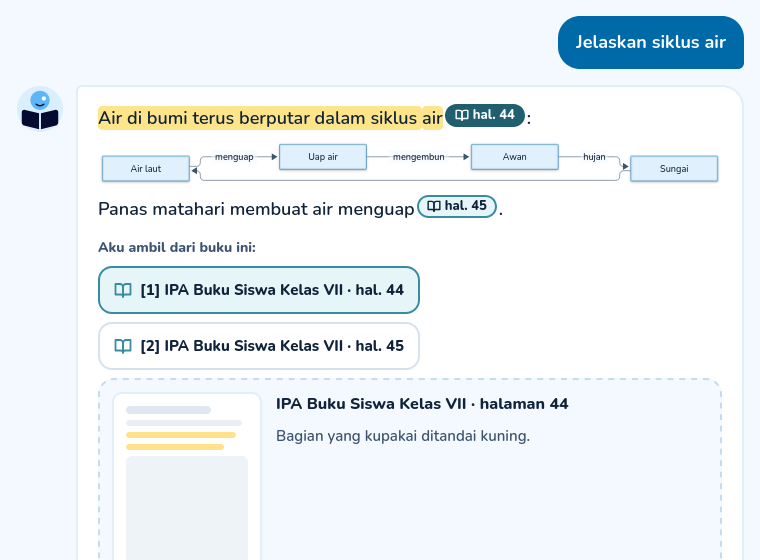 Jelaskan siklus air
Air di bumi terus berputar dalam siklus air hal. 44 :
Air laut menguap Uap air mengembun Awan hujan Sungai
Panas matahari membuat air menguap hal. 45 .
Aku ambil dari buku ini:
[1] IPA Buku Siswa Kelas VII · hal. 44
[2] IPA Buku Siswa Kelas VII · hal. 45
IPA Buku Siswa Kelas VII · halaman 44
Bagian yang kupakai ditandai kuning.